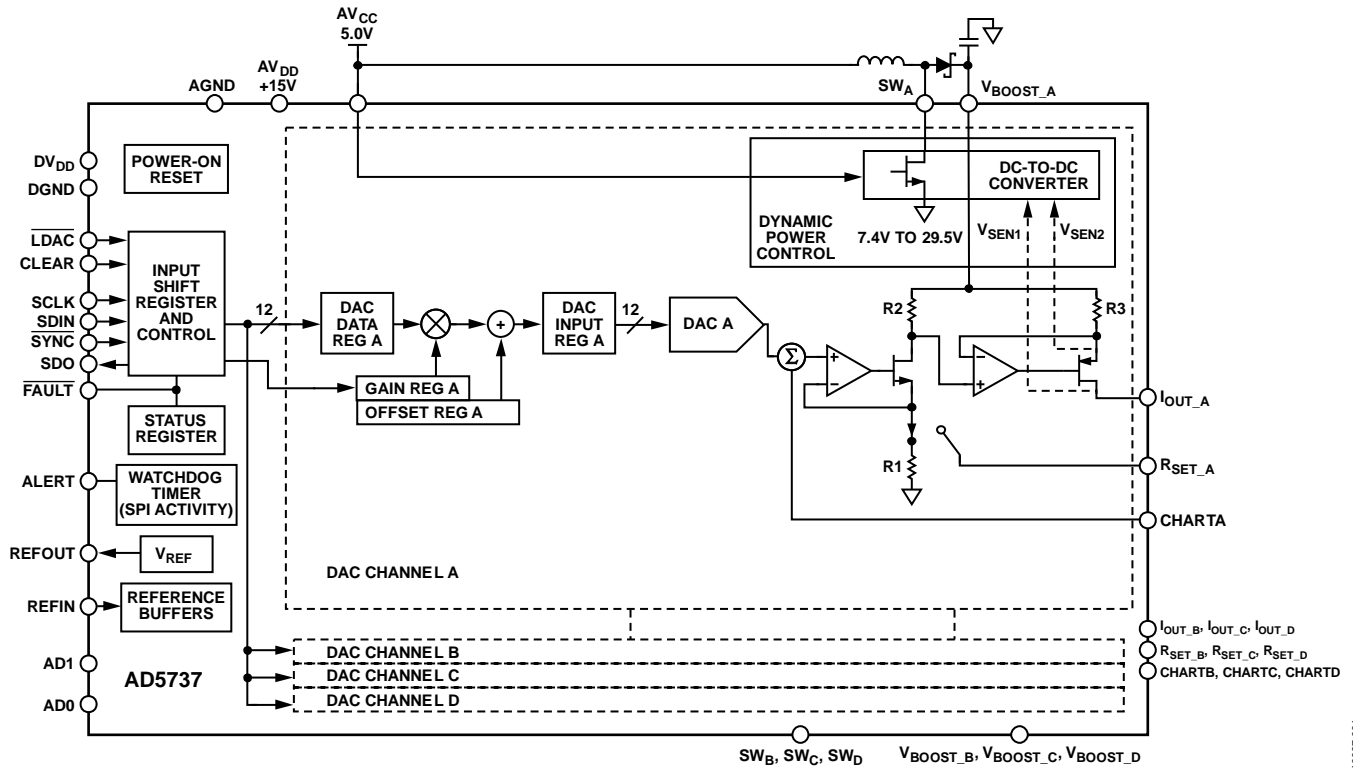 AVCC
5.0V
AGND
AVDD
+15V
SWA
VBOOST_A
DVDD
DGND
LDAC
CLEAR
SCLK
SDIN
SYNC
SDO
FAULT
ALERT
REFOUT
REFIN
AD1
AD0
POWER-ON
RESET
INPUT
SHIFT
REGISTER
AND
CONTROL
STATUS
REGISTER
WATCHDOG
TIMER
(SPI ACTIVITY)
VREF
REFERENCE
BUFFERS
AD5737
12
DAC
DATA
REG A
+
GAIN REG A
OFFSET REG A
DAC
INPUT
REG A
12
DAC A
Σ
+
–
R1
R2
–
+
R3
DC-TO-DC
CONVERTER
DYNAMIC
POWER
CONTROL
7.4V TO 29.5V
VSEN1
VSEN2
IOUT_A
RSET_A
CHARTA
DAC CHANNEL A
DAC CHANNEL B
DAC CHANNEL C
DAC CHANNEL D
IOUT_B, IOUT_C, IOUT_D
RSET_B, RSET_C, RSET_D
CHARTB, CHARTC, CHARTD
SWB, SWC, SWD
VBOOST_B, VBOOST_C, VBOOST_D